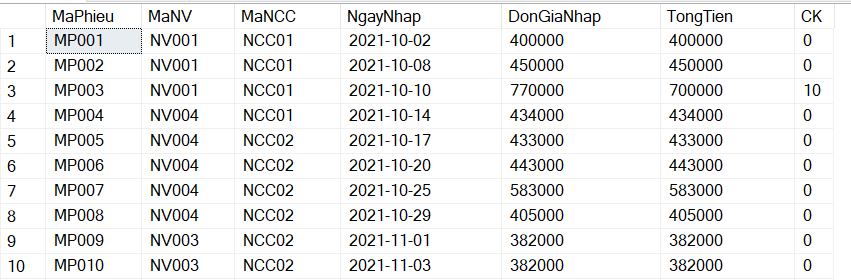 MaPhieu MaNV MaNCC NgayNhap DonGiaNhap TongTien CK
1 MP001 NV001 NCC01 2021-10-02 400000 400000 0
2 MP002 NV001 NCC01 2021-10-08 450000 450000 0
3 MP003 NV001 NCC01 2021-10-10 770000 700000 10
4 MP004 NV004 NCC01 2021-10-14 434000 434000 0
5 MP005 NV004 NCC02 2021-10-17 433000 433000 0
6 MP006 NV004 NCC02 2021-10-20 443000 443000 0
7 MP007 NV004 NCC02 2021-10-25 583000 583000 0
8 MP008 NV004 NCC02 2021-10-29 405000 405000 0
9 MP009 NV003 NCC02 2021-11-01 382000 382000 0
10 MP010 NV003 NCC02 2021-11-03 382000 382000 0